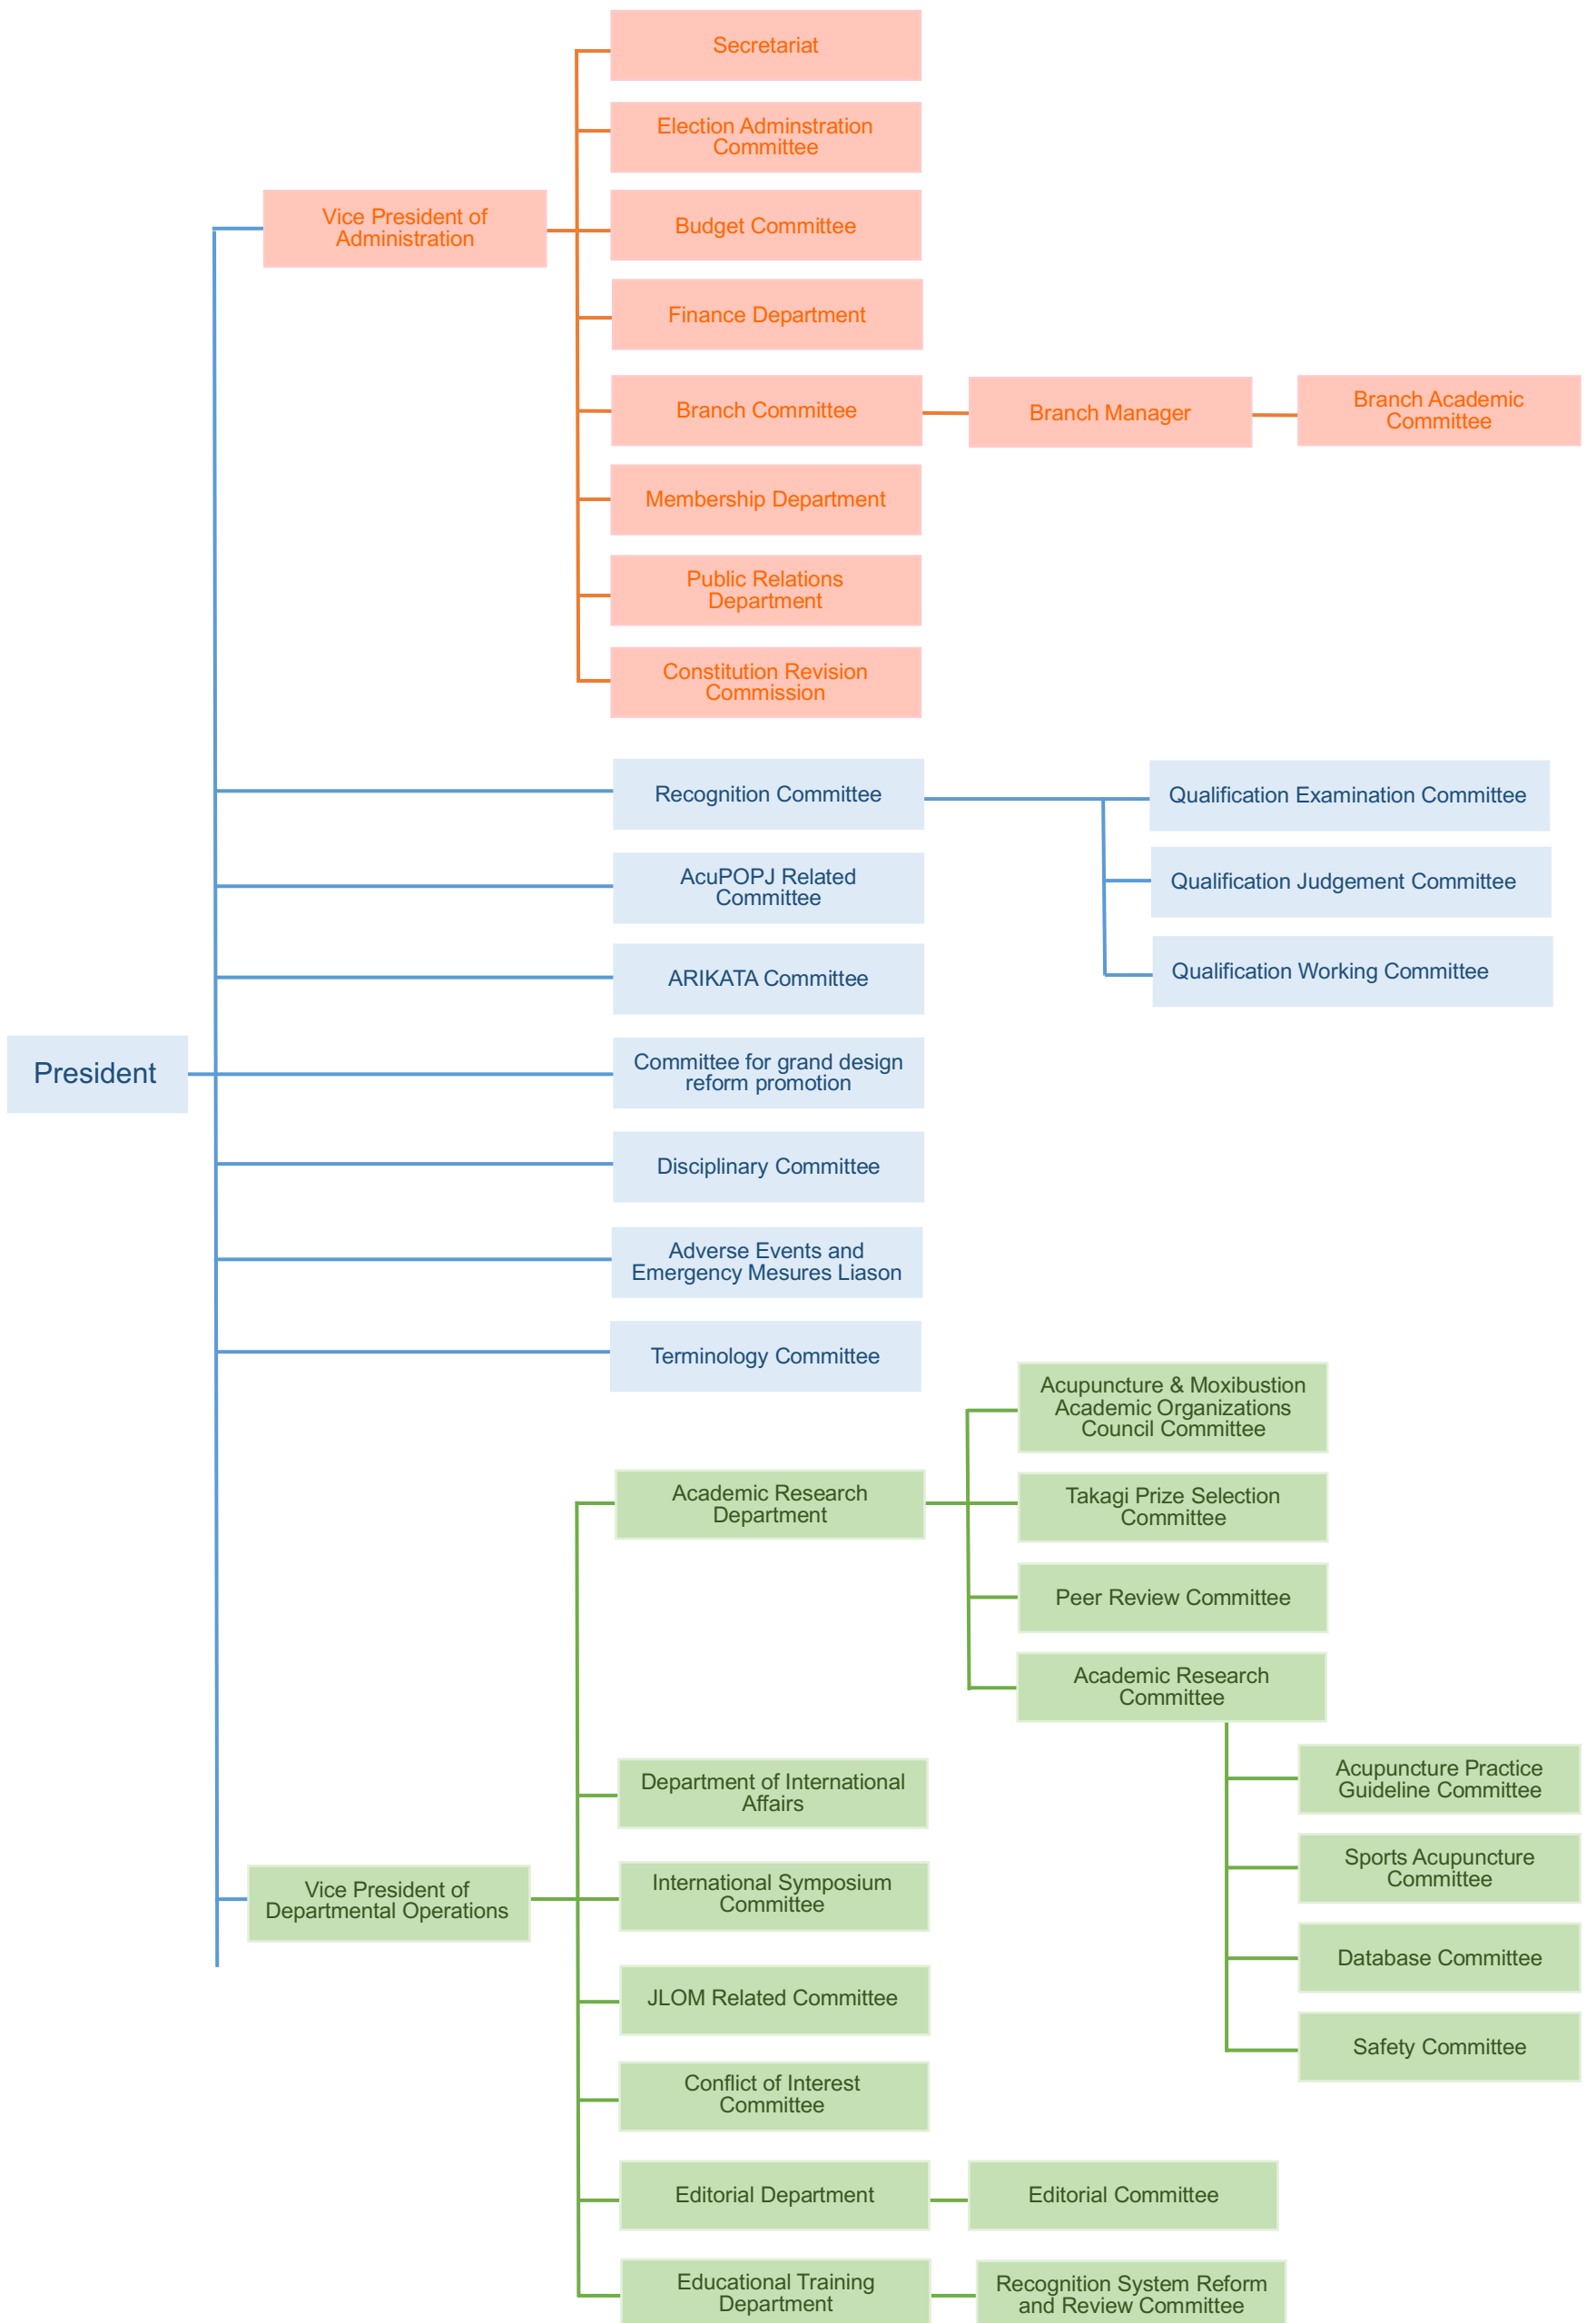 Secretariat
Election Adminstration
Committee
Vice President of
Administration
Budget Committee
Finance Department
Branch Committee
Branch Manager
Branch Academic
Committee
Membership Department
Public Relations
Department
Constitution Revision
Commission
Recognition Committee
Qualification Examination Committee
AcuPOPJ Related
Committee
Qualification Judgement Committee
ARIKATA Committee
Qualification Working Committee
President
Committee for grand design
reform promotion
Disciplinary Committee
Adverse Events and
Emergency Mesures Liason
Terminology Committee
Acupuncture & Moxibustion
Academic Organizations
Council Committee
Academic Research
Department
Takagi Prize Selection
Committee
Peer Review Committee
Academic Research
Committee
Department of International
Affairs
Acupuncture Practice
Guideline Committee
Vice President of
Departmental Operations
International Symposium
Committee
Sports Acupuncture
Committee
Database Committee
JLOM Related Committee
Safety Committee
Conflict of Interest
Committee
Editorial Department
Editorial Committee
Educational Training
Department
Recognition System Reform
and Review Committee